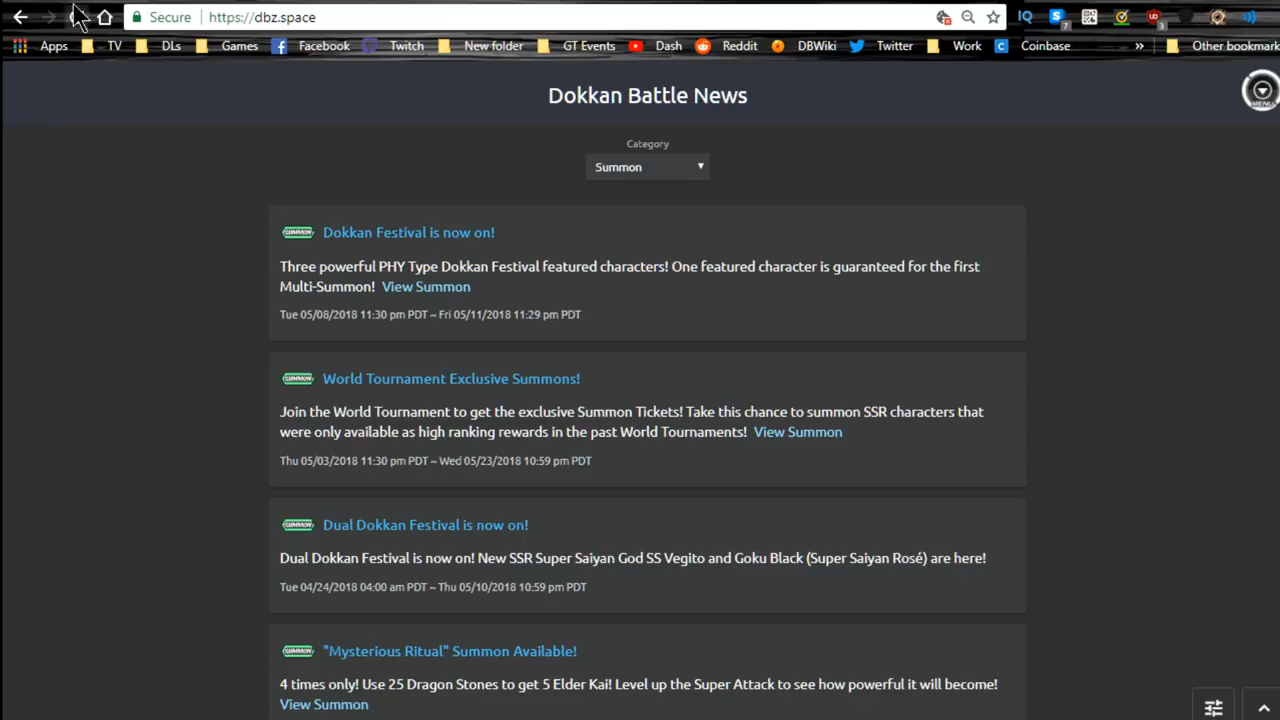 Secure https://dbz.space
Apps TV DLs Games Facebook Twitch New folder GT Events Dash Reddit DBWiki Twitter Work Coinbase » Other bookmark
Dokkan Battle News
MENU
Category
Summon
SUMMON Dokkan Festival is now on!
Three powerful PHY Type Dokkan Festival featured characters! One featured character is guaranteed for the first
Multi-Summon! View Summon
Tue 05/08/2018 11:30 pm PDT ~ Fri 05/11/2018 11:29 pm PDT
SUMMON World Tournament Exclusive Summons!
Join the World Tournament to get the exclusive Summon Tickets! Take this chance to summon SSR characters that
were only available as high ranking rewards in the past World Tournaments! View Summon
Thu 05/03/2018 11:30 pm PDT ~ Wed 05/23/2018 10:59 pm PDT
SUMMON Dual Dokkan Festival is now on!
Dual Dokkan Festival is now on! New SSR Super Saiyan God SS Vegito and Goku Black (Super Saiyan Rosé) are here!
Tue 04/24/2018 04:00 am PDT ~ Thu 05/10/2018 10:59 pm PDT
SUMMON "Mysterious Ritual" Summon Available!
4 times only! Use 25 Dragon Stones to get 5 Elder Kai! Level up the Super Attack to see how powerful it will become!
View Summon